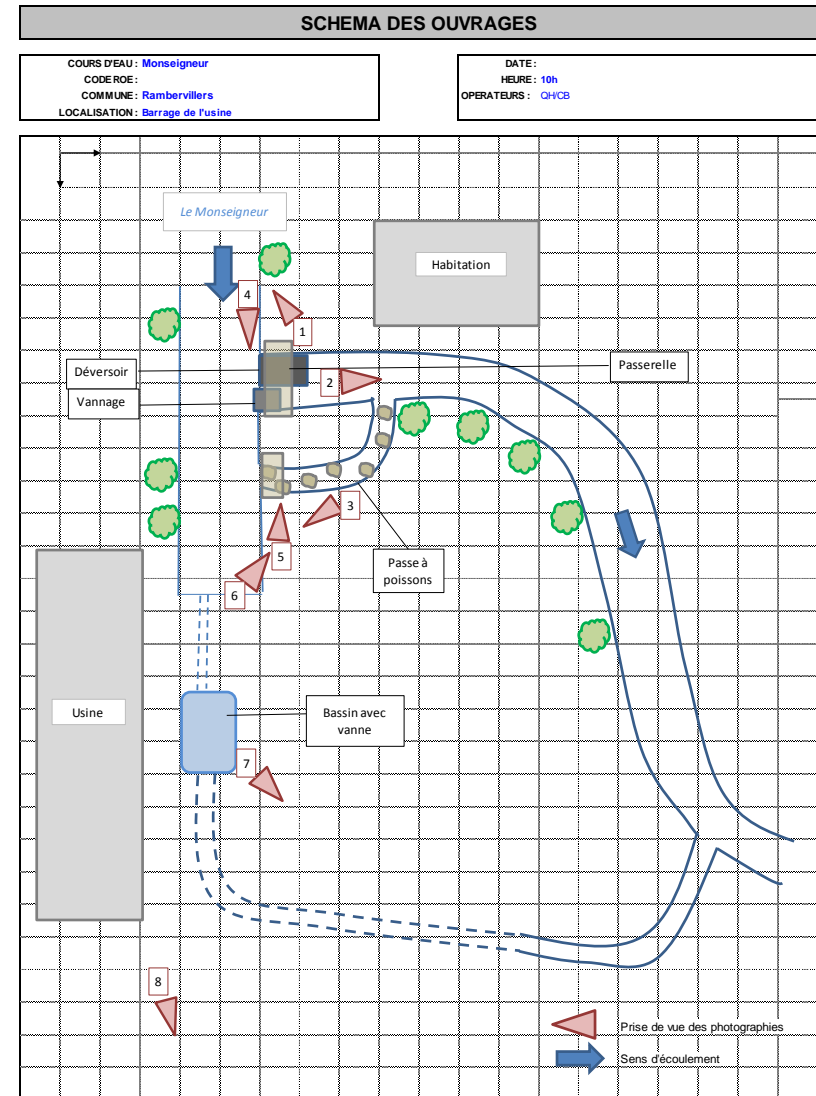 SCHEMA DES OUVRAGES
COURS D'EAU : Monseigneur
CODE ROE :
COMMUNE : Rambervillers
LOCALISATION : Barrage de l'usine
DATE :
HEURE : 10h
OPERATEURS : QH/CB
Le Monseigneur
Habitation
4
1
Déversoir
Passerelle
2
Vannage
3
5
Passe à
poissons
6
Usine
Bassin avec
vanne
7
8
Prise de vue des photographies
Sens d'écoulement